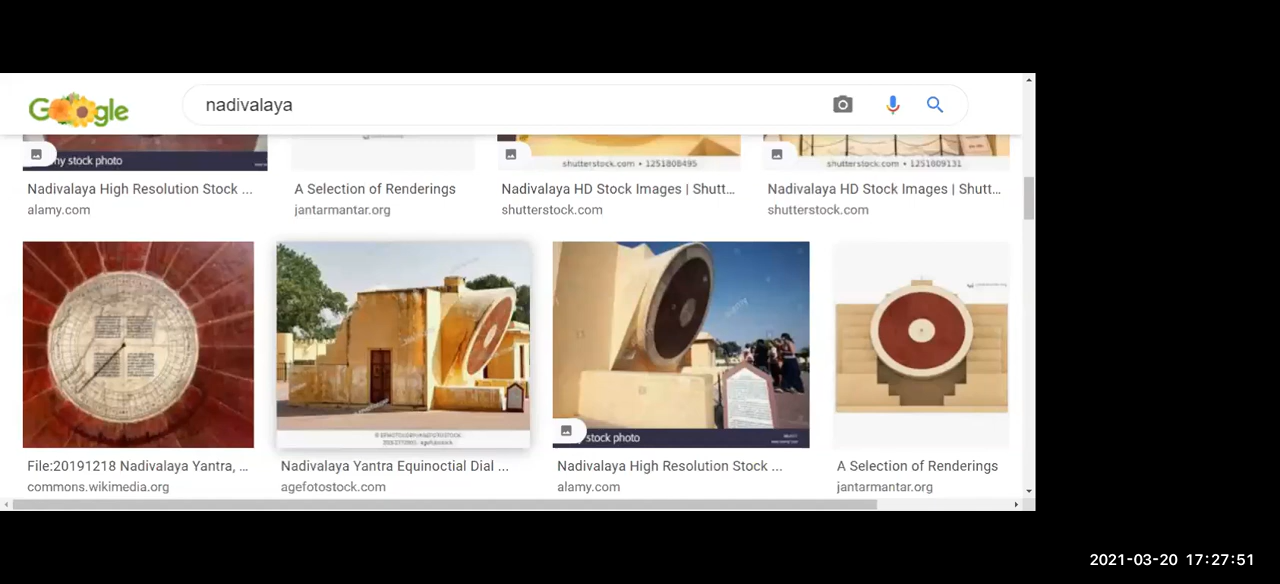 Google
nadivalaya
my stock photo
shutterstock.com • 1251808495
shutterstock.com • 1251809131
Nadivalaya High Resolution Stock ...
A Selection of Renderings
Nadivalaya HD Stock Images | Shutt...
Nadivalaya HD Stock Images | Shutt...
alamy.com
jantarmantar.org
shutterstock.com
shutterstock.com
stock photo
File:20191218 Nadivalaya Yantra, ...
Nadivalaya Yantra Equinoctial Dial ...
Nadivalaya High Resolution Stock ...
A Selection of Renderings
commons.wikimedia.org
agefotostock.com
alamy.com
jantarmantar.org
2021-03-20 17:27:51